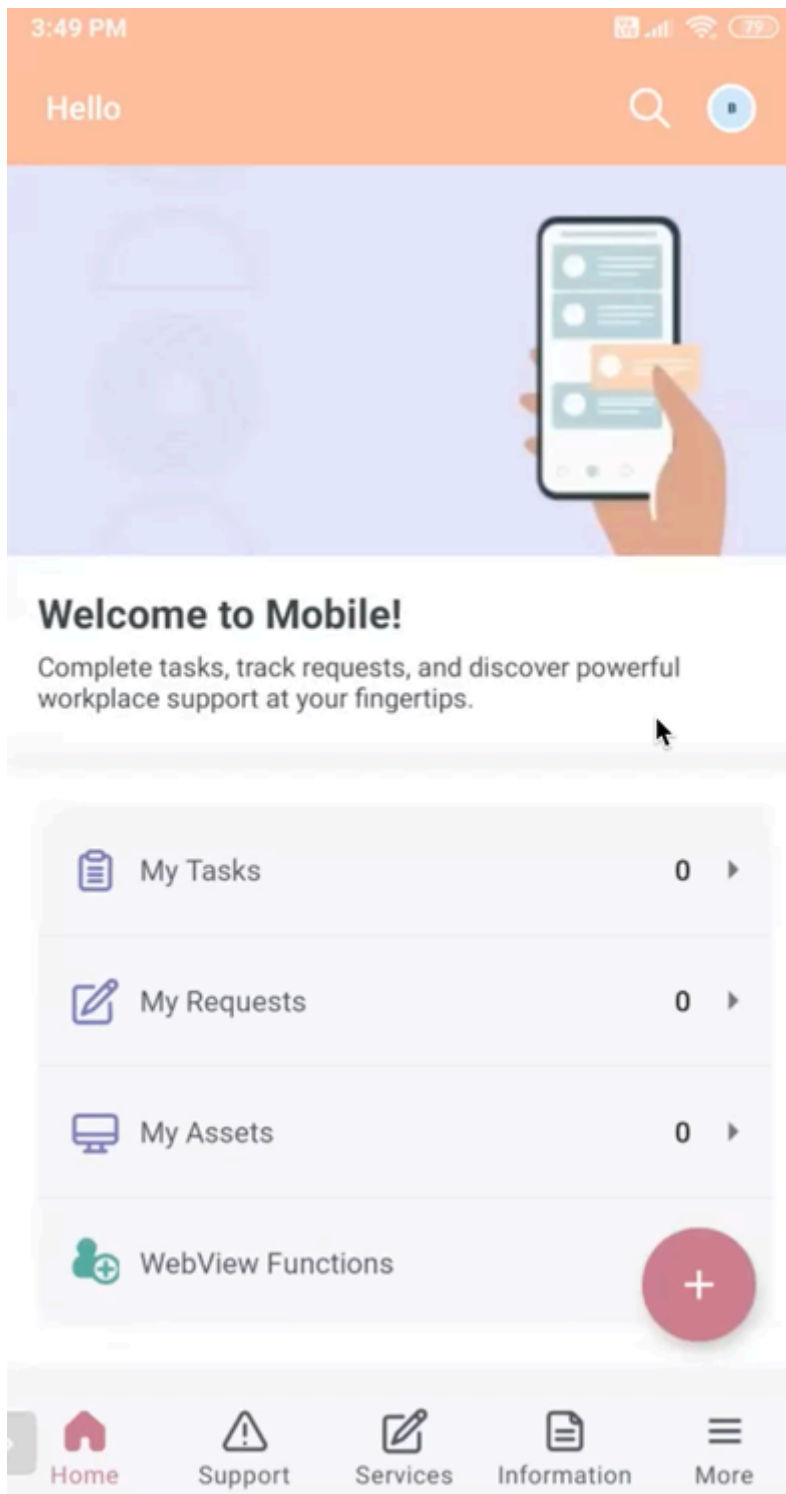 3:49 PM
79
Hello
B
Welcome to Mobile!
Complete tasks, track requests, and discover powerful
workplace support at your fingertips.
My Tasks 0
My Requests 0
My Assets 0
WebView Functions
+
Home Support Services Information More